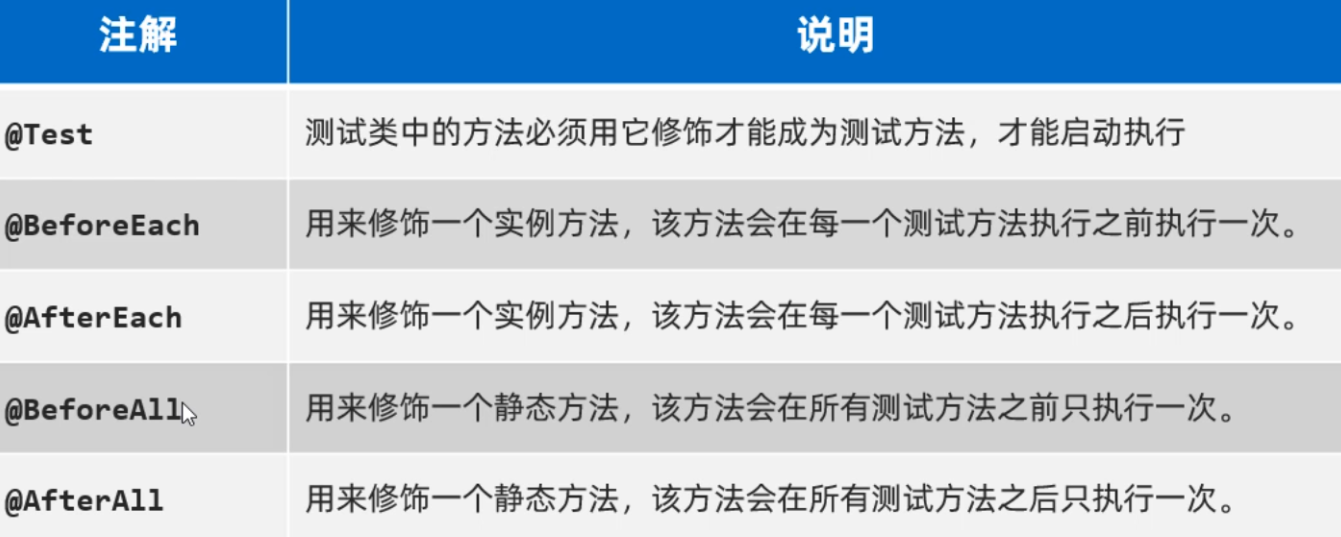 注解 说明
@Test 测试类中的方法必须用它修饰才能成为测试方法，才能启动执行
@BeforeEach 用来修饰一个实例方法，该方法会在每一个测试方法执行之前执行一次。
@AfterEach 用来修饰一个实例方法，该方法会在每一个测试方法执行之后执行一次。
@BeforeAll 用来修饰一个静态方法，该方法会在所有测试方法之前只执行一次。
@AfterAll 用来修饰一个静态方法，该方法会在所有测试方法之后只执行一次。